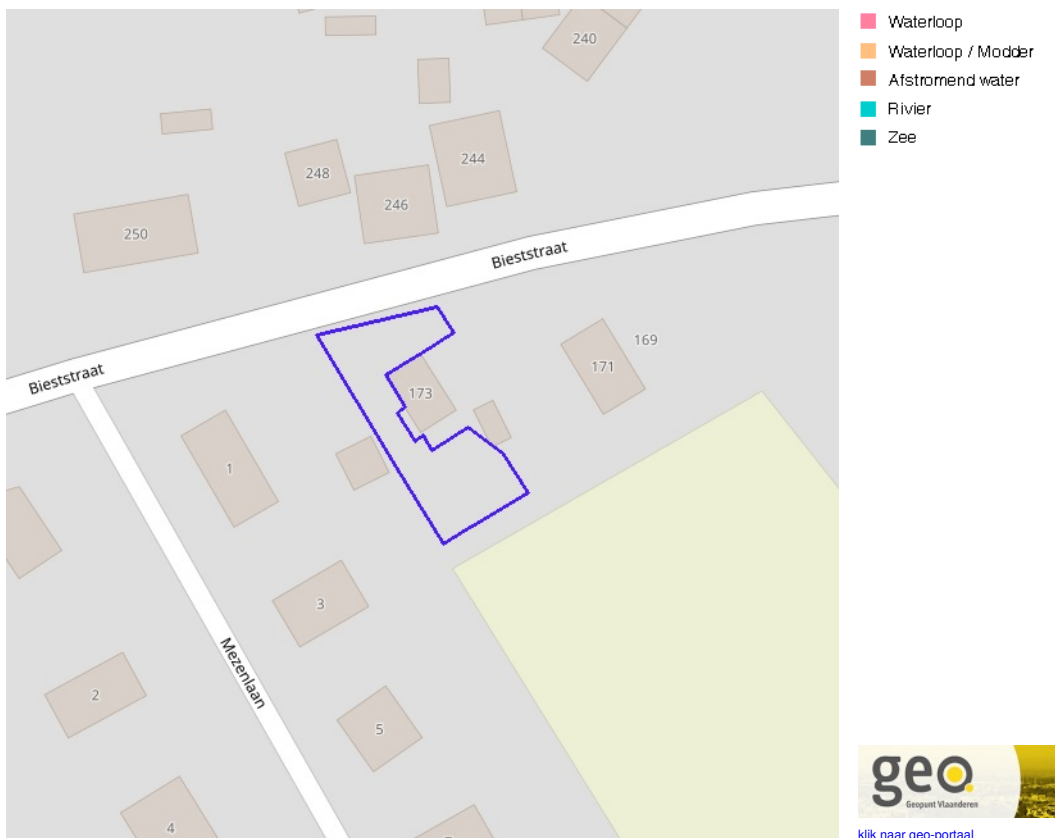 240
248
246
244
250
Bieststraat
Bieststraat
169
171
173
1
3
Mezenlaan
2
5
4
Waterloop
Waterloop / Modder
Afstromend water
Rivier
Zee
geo
Geopunt Vlaanderen
klik naar geo-portaal